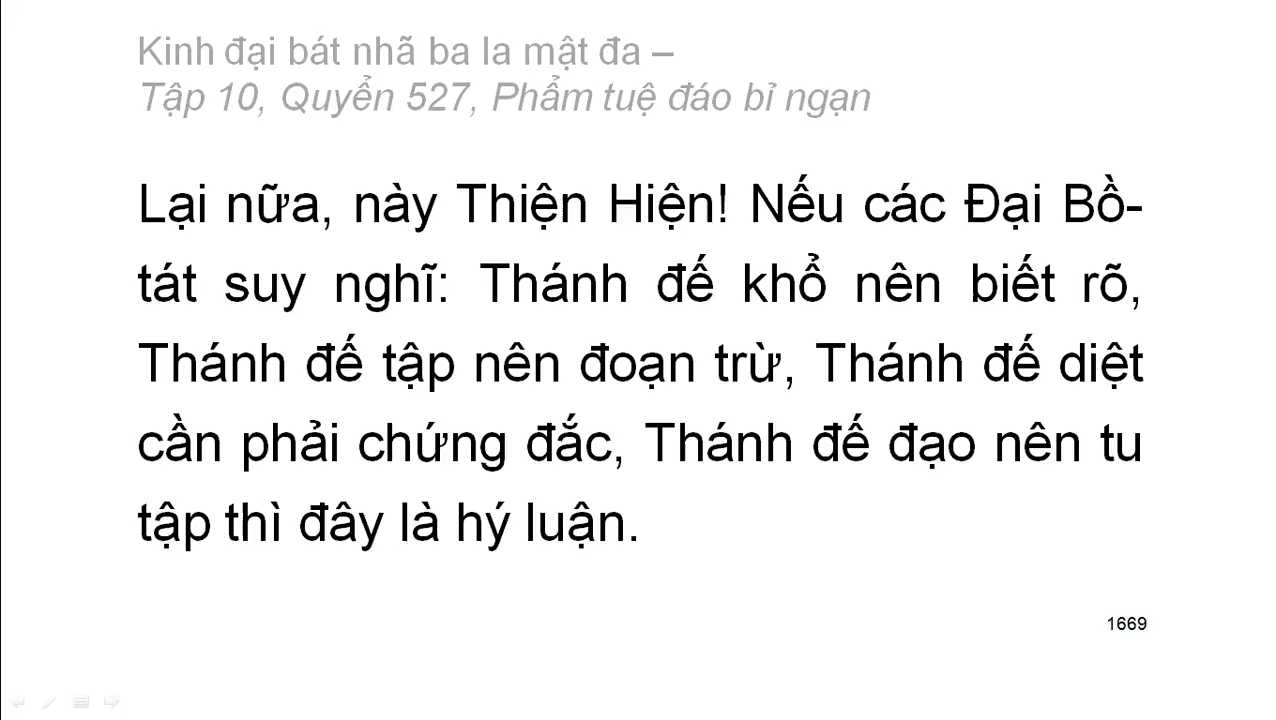 Kinh đại bát nhã ba la mật đa –
Tập 10, Quyển 527, Phẩm tuệ đáo bỉ ngạn
Lại nữa, này Thiện Hiện! Nếu các Đại Bồ-
tát suy nghĩ: Thánh đế khổ nên biết rõ,
Thánh đế tập nên đoạn trừ, Thánh đế diệt
cần phải chứng đắc, Thánh đế đạo nên tu
tập thì đây là hý luận.
1669